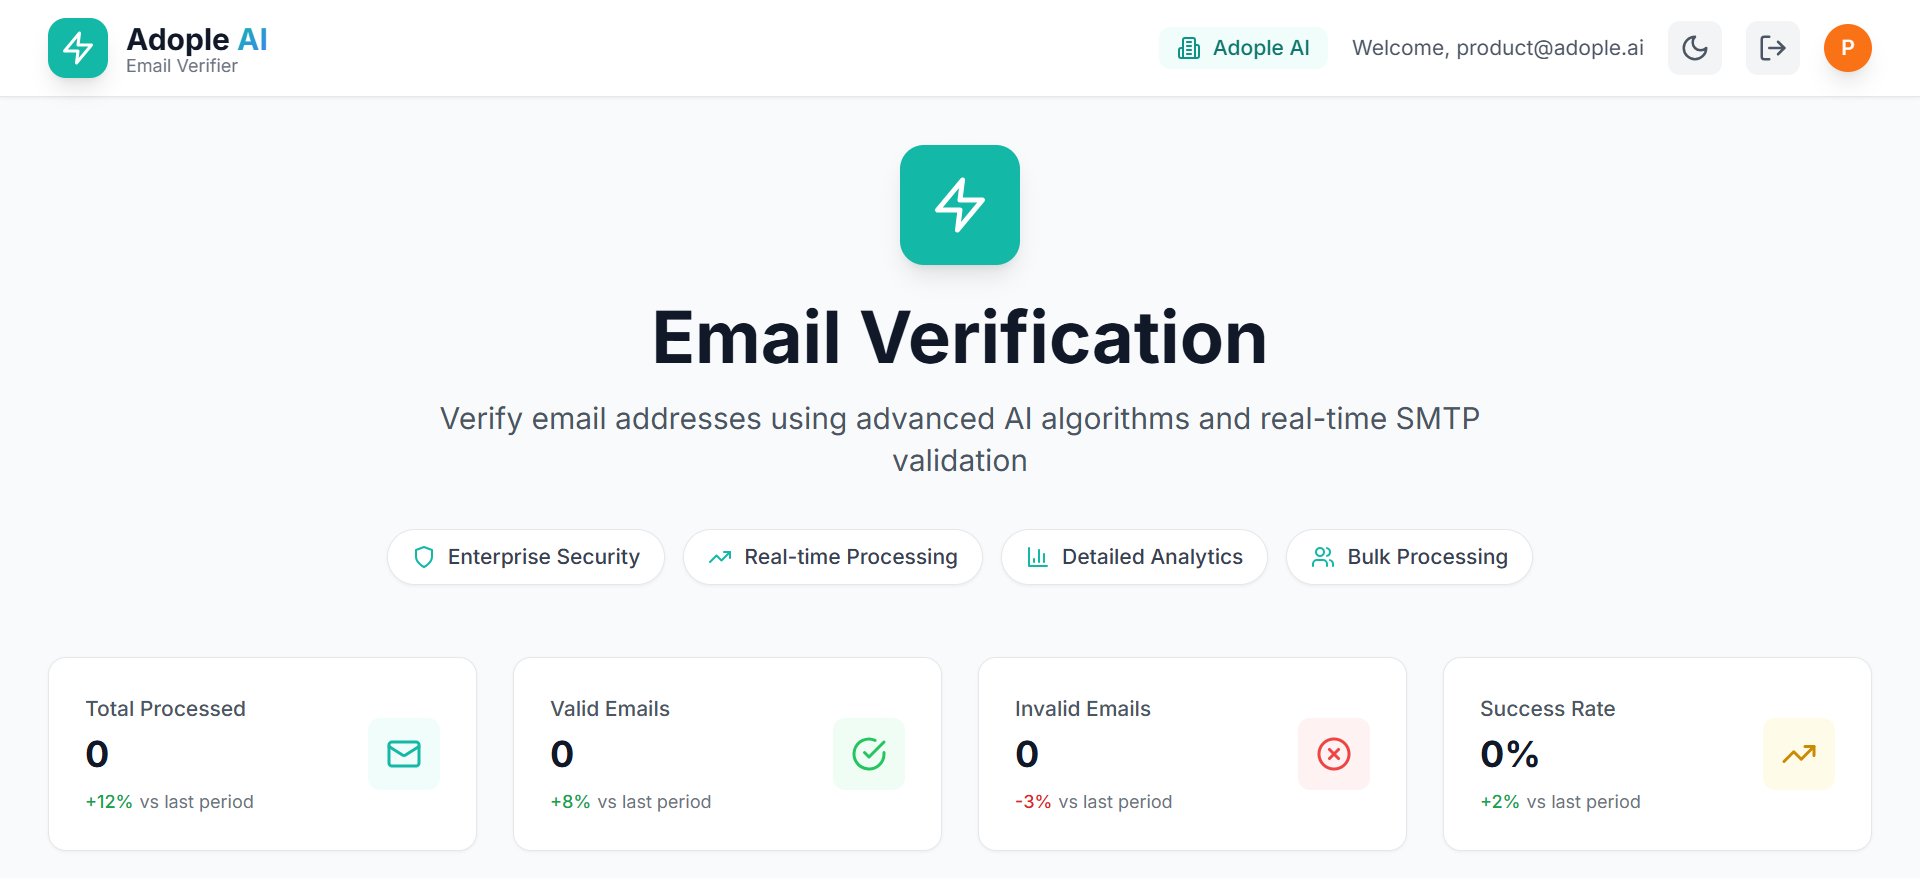 Adople AI
Email Verifier
Adople AI
Welcome, product@adople.ai
P
Email Verification
Verify email addresses using advanced AI algorithms and real-time SMTP
validation
Enterprise Security
Real-time Processing
Detailed Analytics
Bulk Processing
Total Processed
0
+12% vs last period
Valid Emails
0
+8% vs last period
Invalid Emails
0
-3% vs last period
Success Rate
0%
+2% vs last period